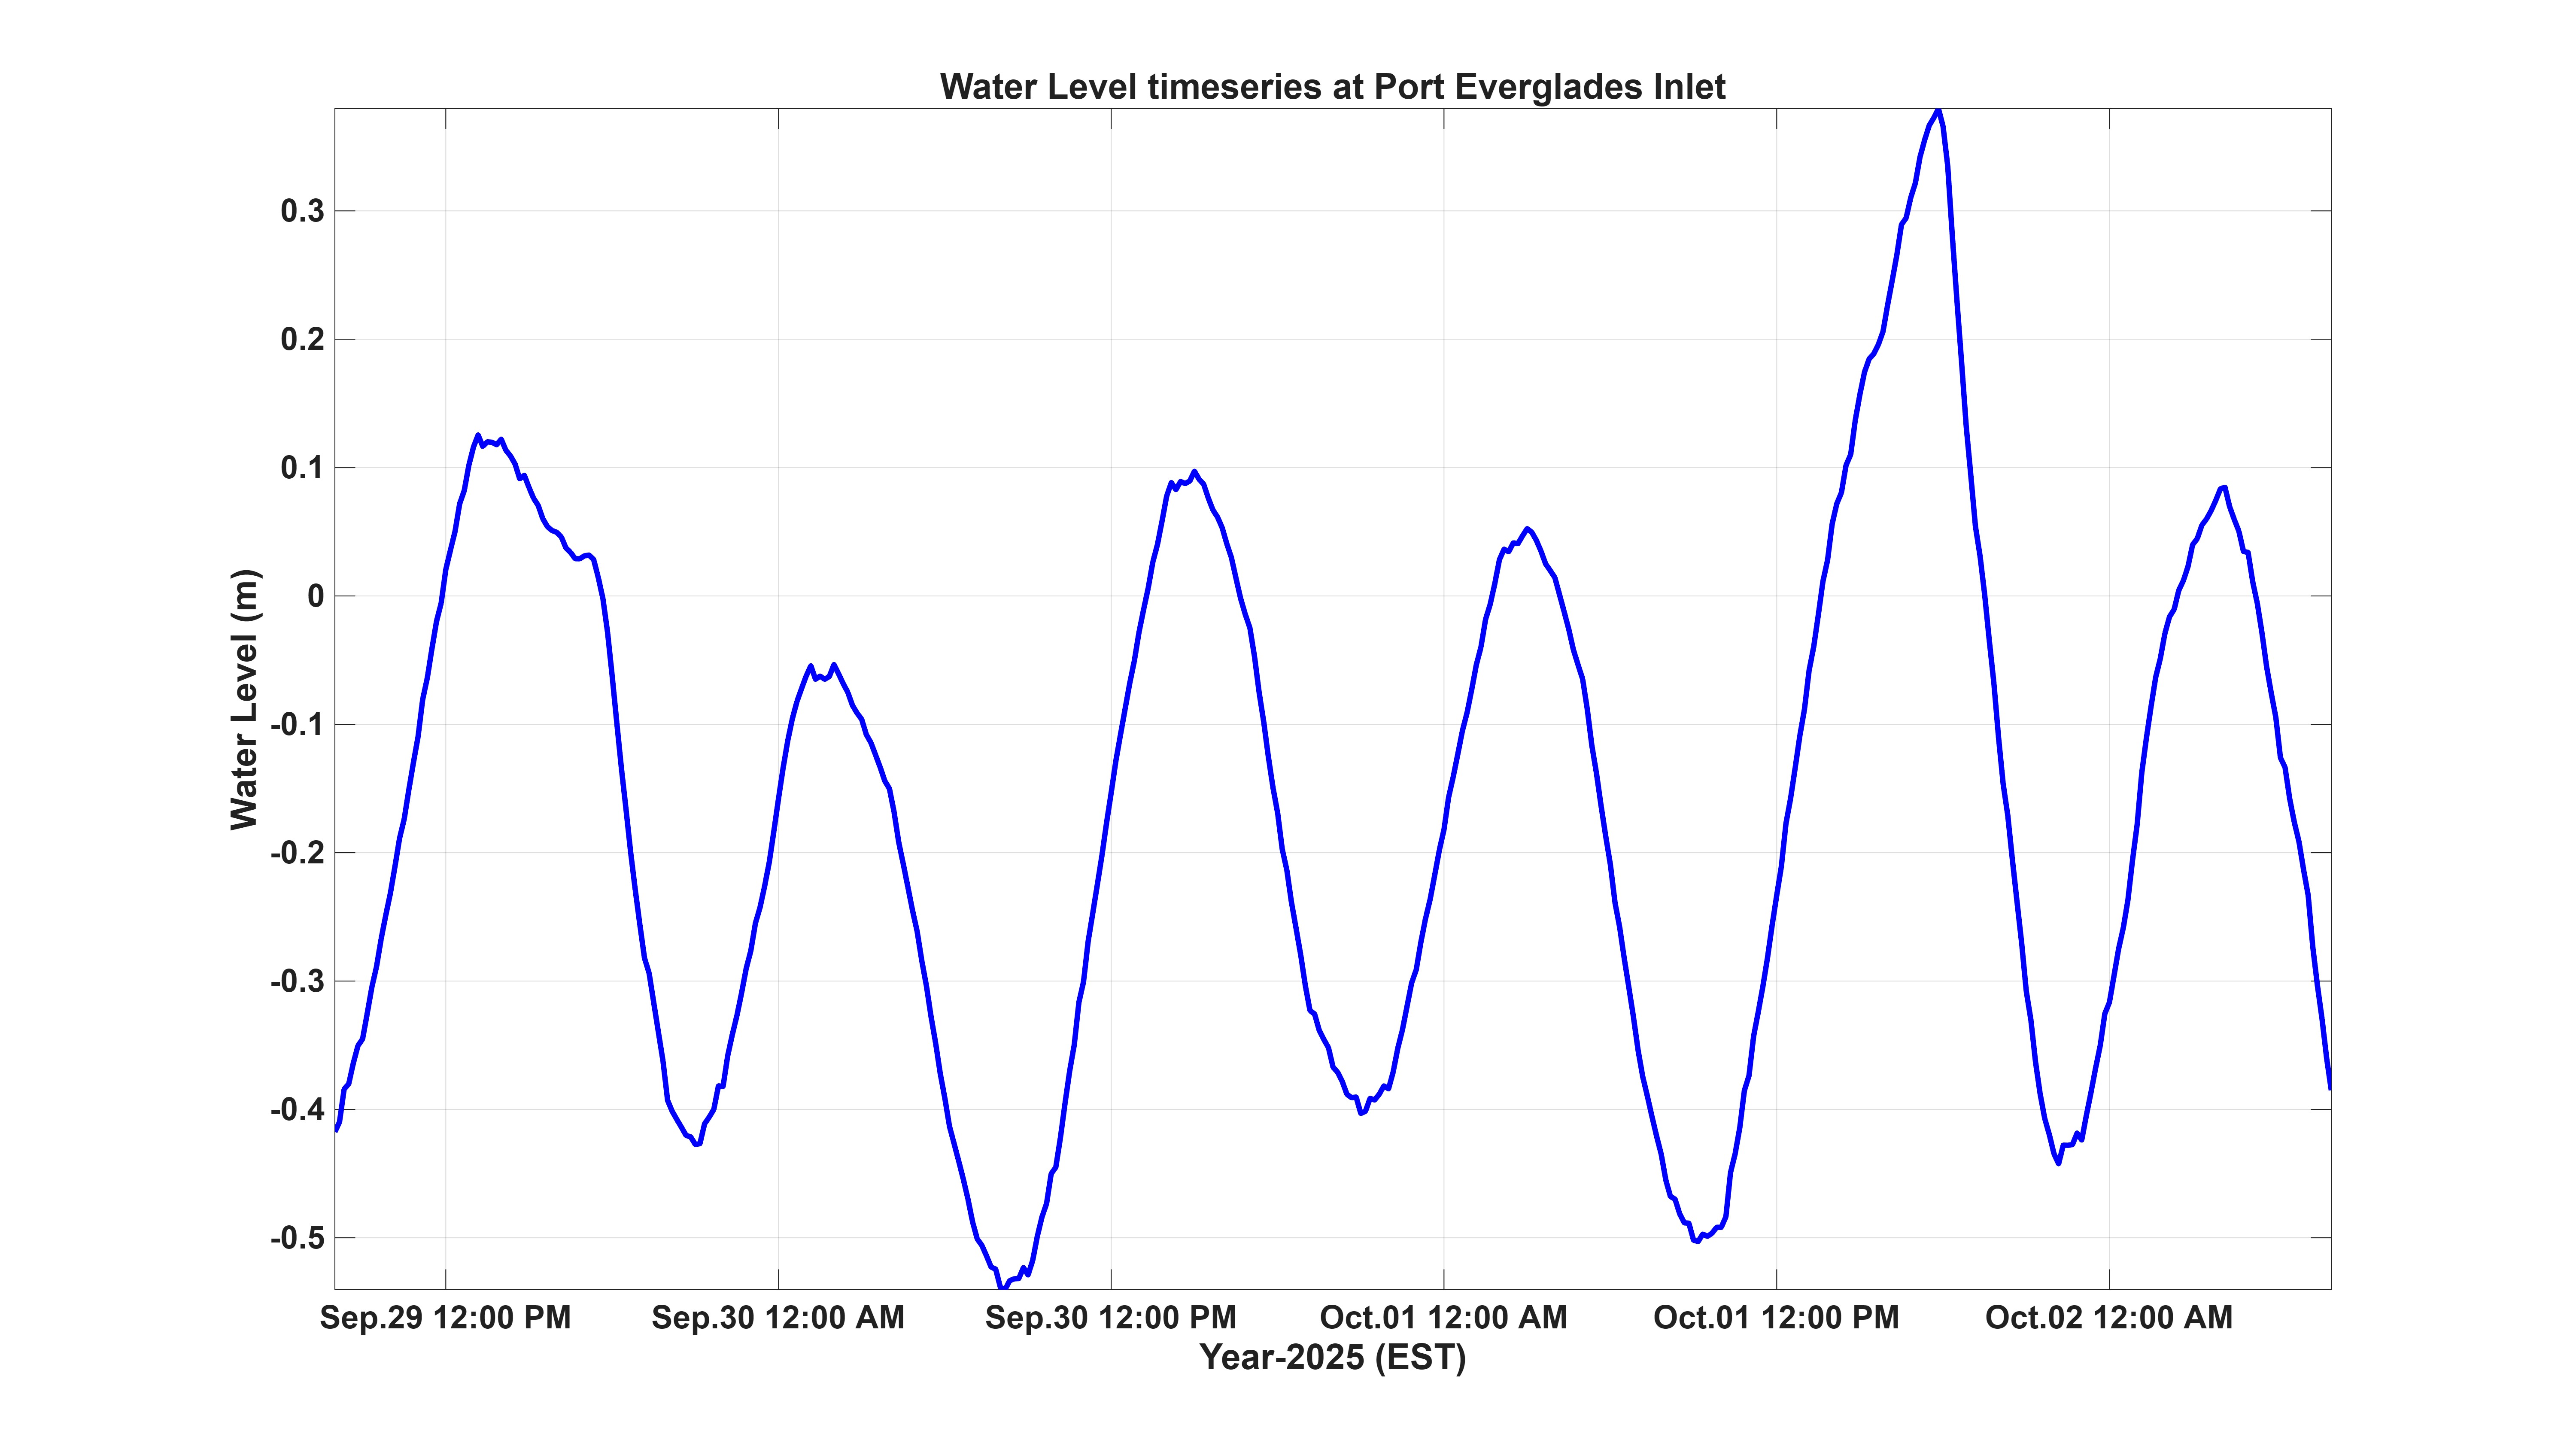 Water Level timeseries at Port Everglades Inlet
0.3
0.2
0.1
0
-0.1
-0.2
-0.3
-0.4
-0.5
Water Level (m)
Sep.29 12:00 PM Sep.30 12:00 AM Sep.30 12:00 PM Oct.01 12:00 AM Oct.01 12:00 PM Oct.02 12:00 AM
Year-2025 (EST)